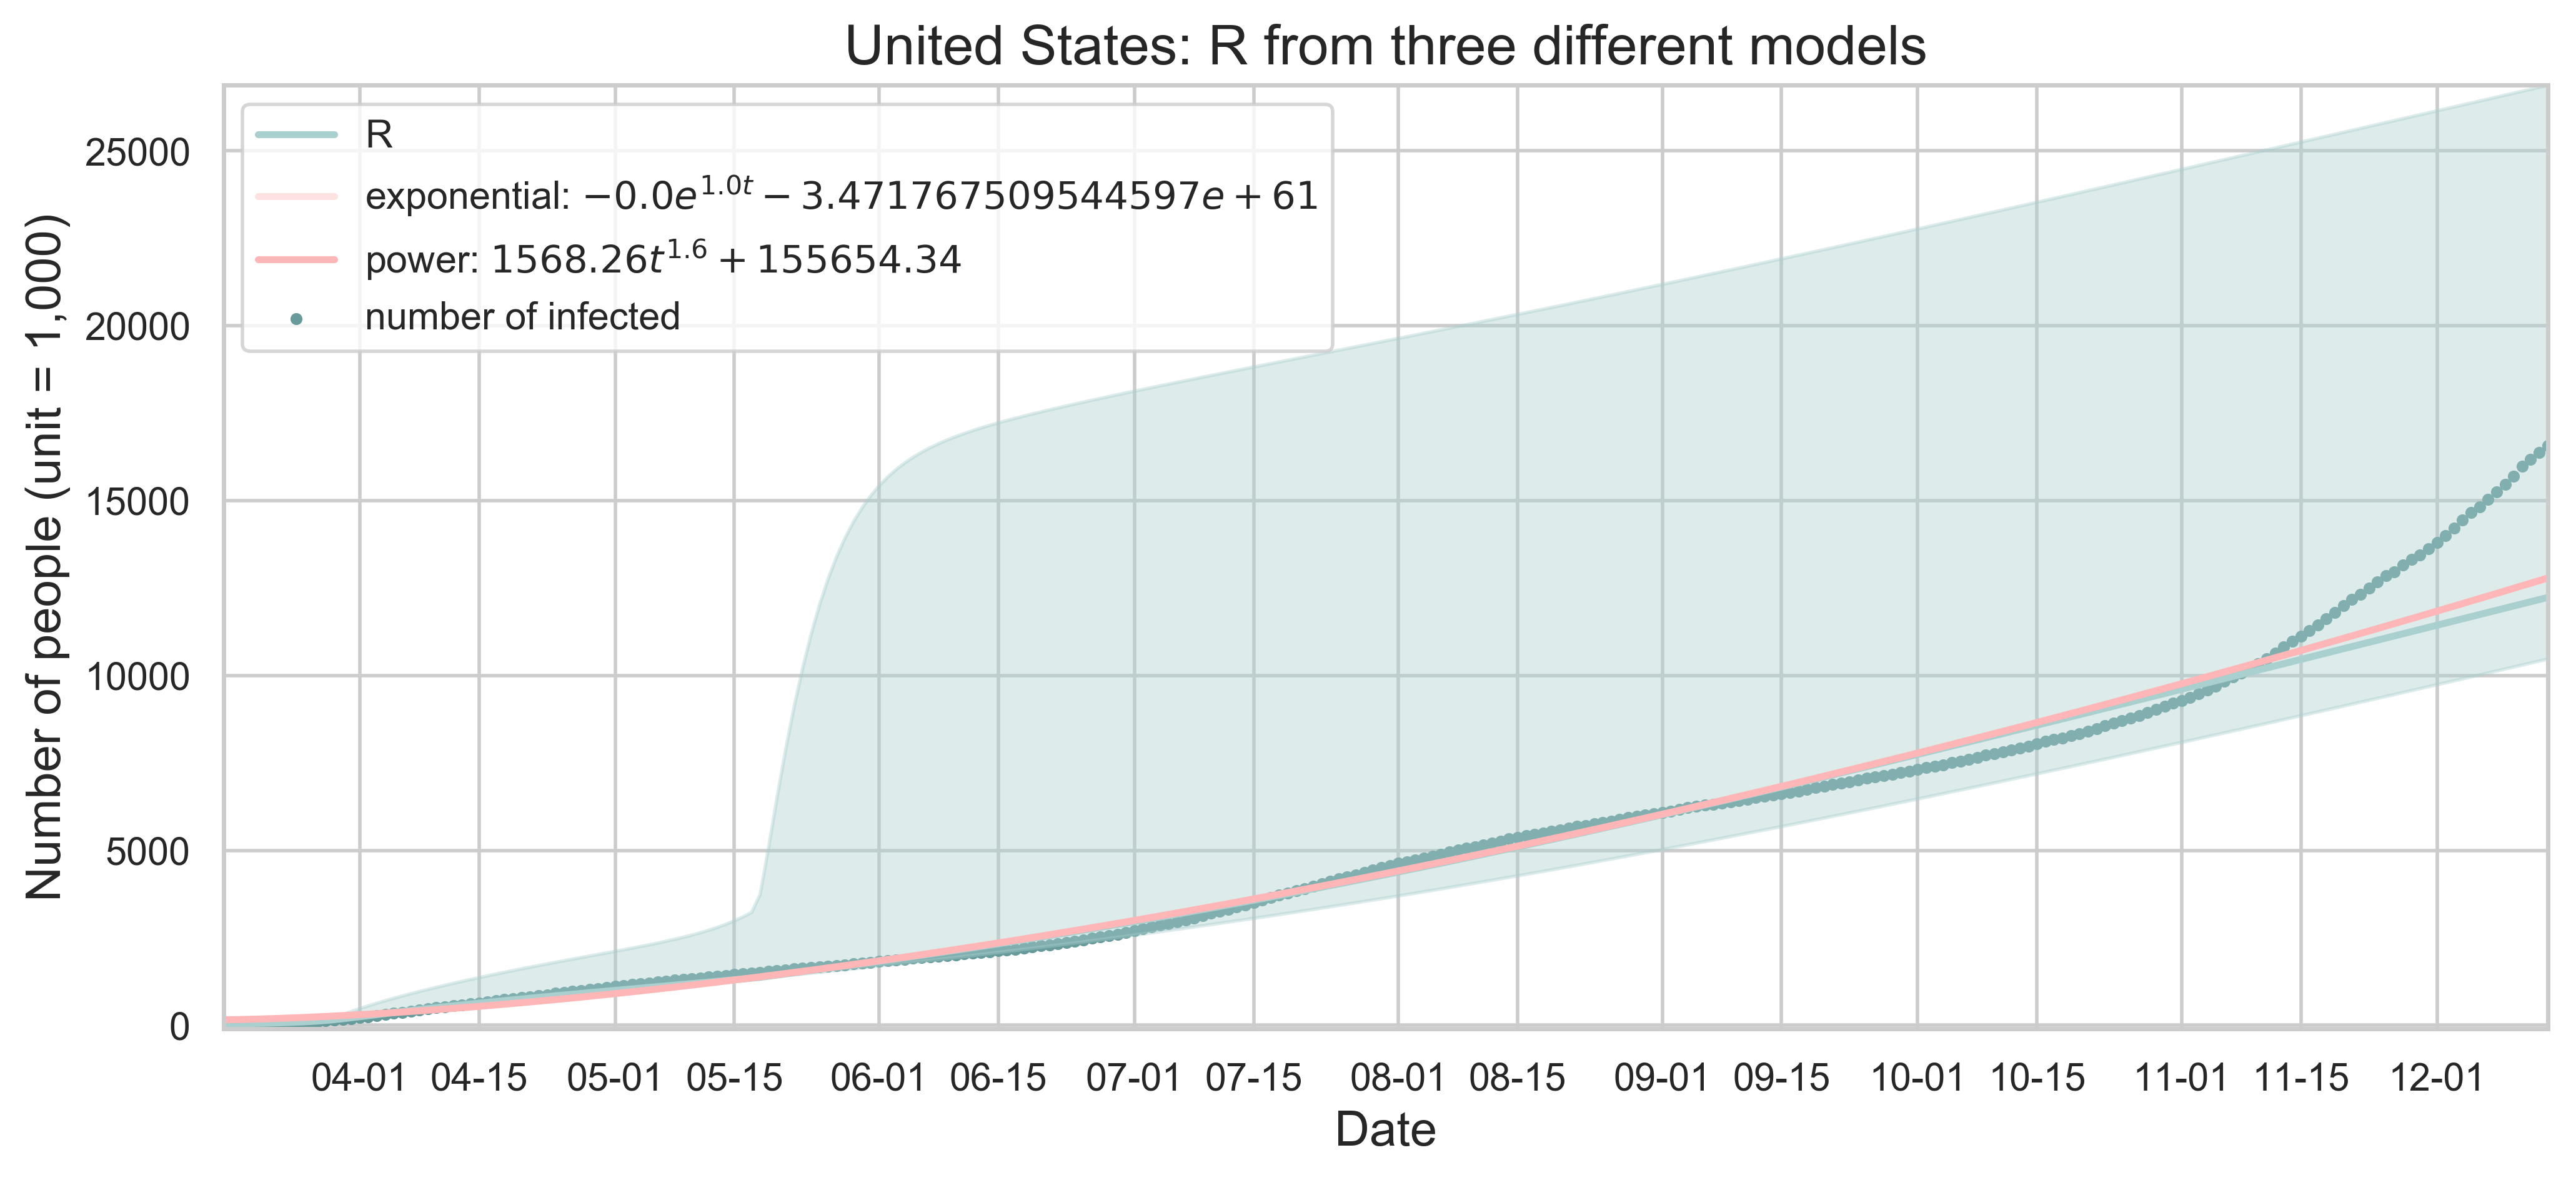 United States: R from three different models
Number of people (unit = 1,000)
25000
20000
15000
10000
5000
0
R
exponential: −0.0e^{1.0t} − 3.4717675095445​97e + 61
power: 1568.26t^{1.6} + 155654.34
number of infected
04-01 04-15 05-01 05-15 06-01 06-15 07-01 07-15 08-01 08-15 09-01 09-15 10-01 10-15 11-01 11-15 12-01
Date